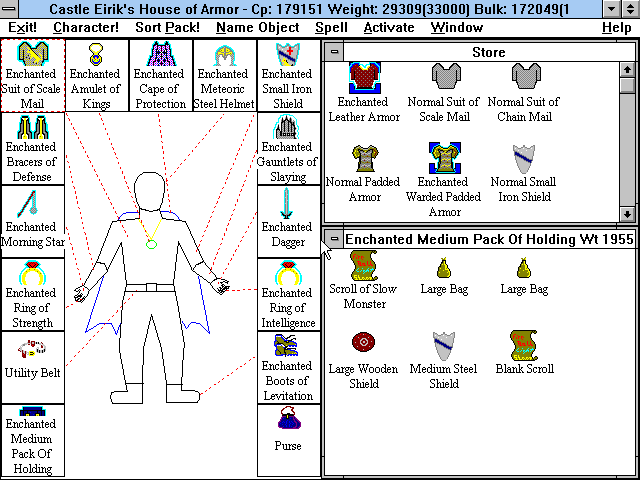 Castle Eirik's House of Armor - Cp: 179151 Weight: 29309(33000) Bulk: 172049(1
Exit! Character! Sort Pack! Name Object Spell Activate Window Help
Enchanted
Suit of Scale
Mail
Enchanted
Amulet of
Kings
Enchanted
Cape of
Protection
Enchanted
Meteoric
Steel Helmet
Enchanted
Small Iron
Shield
Enchanted
Bracers of
Defense
Enchanted
Gauntlets of
Slaying
Enchanted
Morning Star
Enchanted
Dagger
Enchanted
Ring of
Strength
Enchanted
Ring of
Intelligence
Utility Belt
Enchanted
Boots of
Levitation
Enchanted
Medium
Pack Of
Holding
Purse
Store
Enchanted
Leather Armor
Normal Suit of
Scale Mail
Normal Suit of
Chain Mail
Normal Padded
Armor
Enchanted
Warded Padded
Armor
Normal Small
Iron Shield
Enchanted Medium Pack Of Holding Wt 1955
Scroll of Slow
Monster
Large Bag
Large Bag
Large Wooden
Shield
Medium Steel
Shield
Blank Scroll